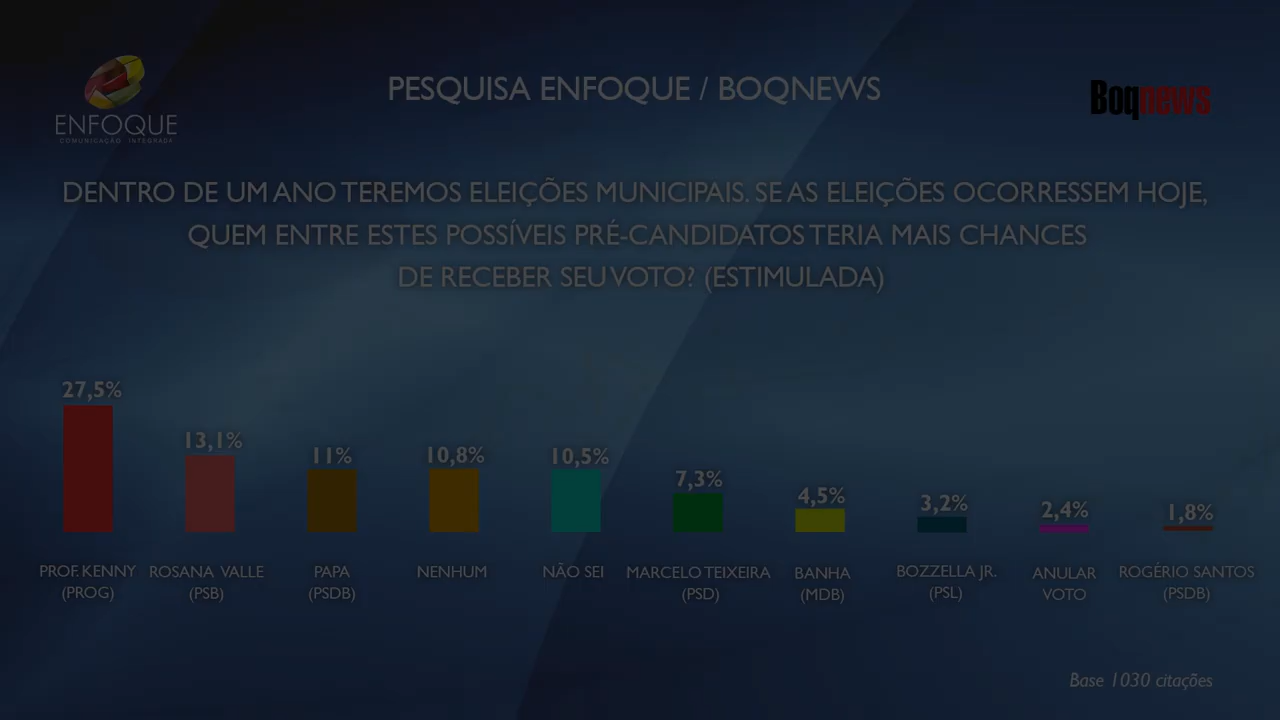 ENFOQUE
COMUNICAÇÃO INTEGRADA
PESQUISA ENFOQUE / BOQNEWS
Boqnews
DENTRO DE UM ANO TEREMOS ELEIÇÕES MUNICIPAIS. SE AS ELEIÇÕES OCORRESSEM HOJE,
QUEM ENTRE ESTES POSSÍVEIS PRÉ-CANDIDATOS TERIA MAIS CHANCES
DE RECEBER SEU VOTO? (ESTIMULADA)
27,5%
13,1%
11%
10,8%
10,5%
7,3%
4,5%
3,2%
2,4%
1,8%
PROF. KENNY
(PROG)
ROSANA VALLE
(PSB)
PAPA
(PSDB)
NENHUM
NÃO SEI
MARCELO TEIXEIRA
(PSD)
BANHA
(MDB)
BOZZELLA JR.
(PSL)
ANULAR
VOTO
ROGÉRIO SANTOS
(PSDB)
Base 1030 citações